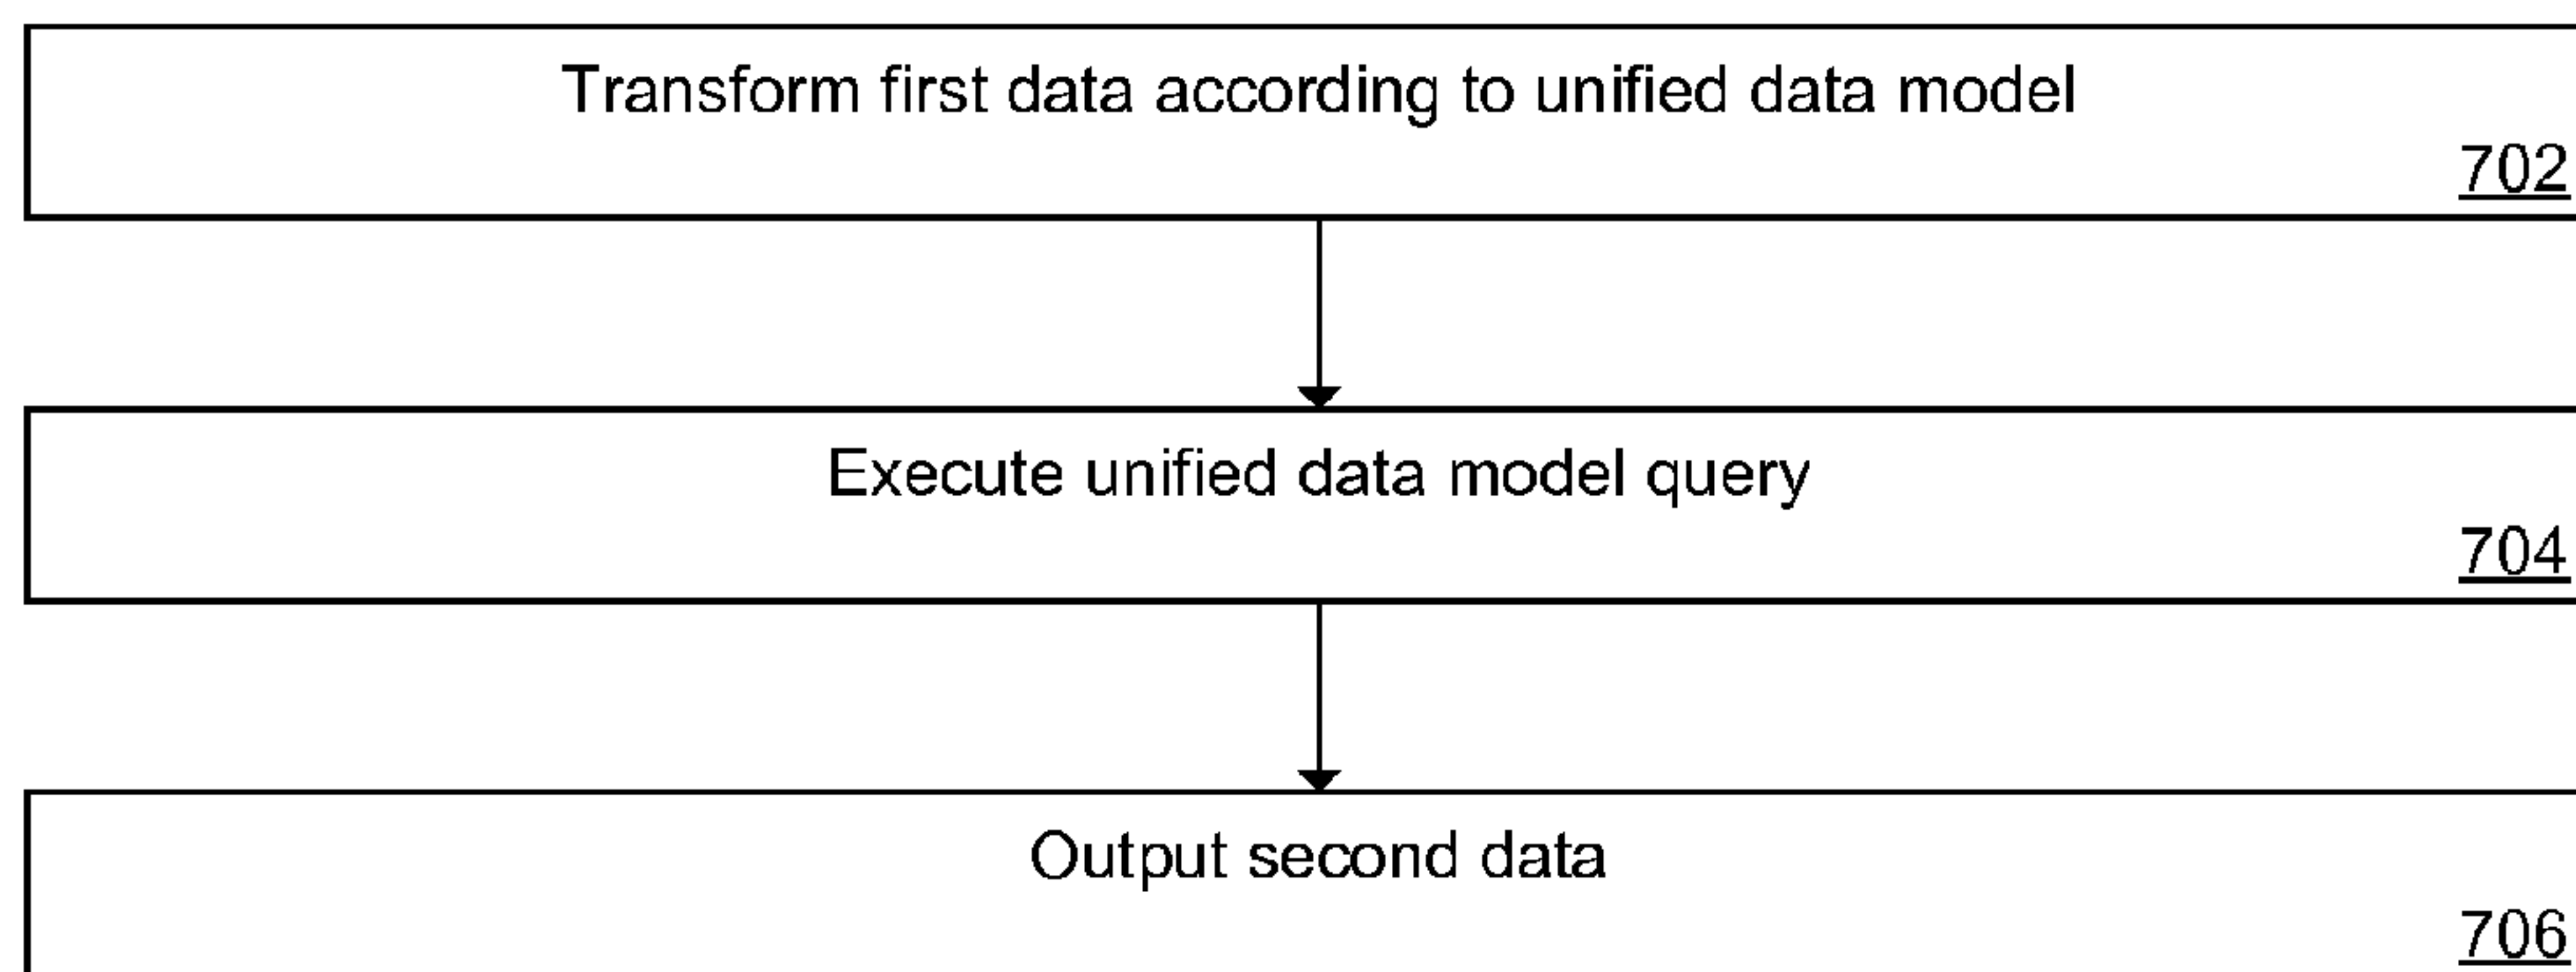 Transform first data according to unified data model
702
Execute unified data model query
704
Output second data
706